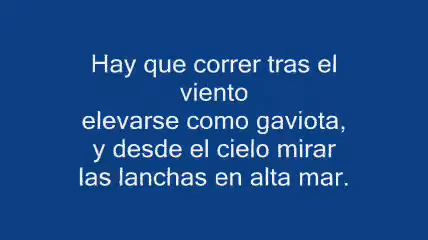 Hay que correr tras el
viento
elevarse como gaviota,
y desde el cielo mirar
las lanchas en alta mar.